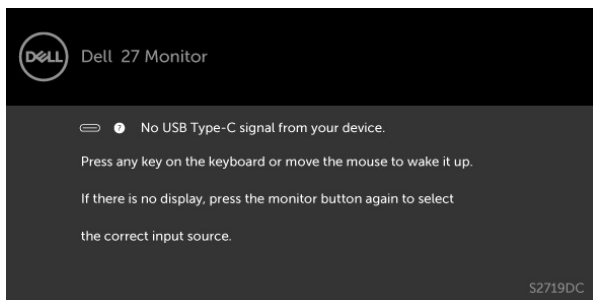 DELL
Dell 27 Monitor
? No USB Type-C signal from your device.
Press any key on the keyboard or move the mouse to wake it up.
If there is no display, press the monitor button again to select
the correct input source.
S2719DC